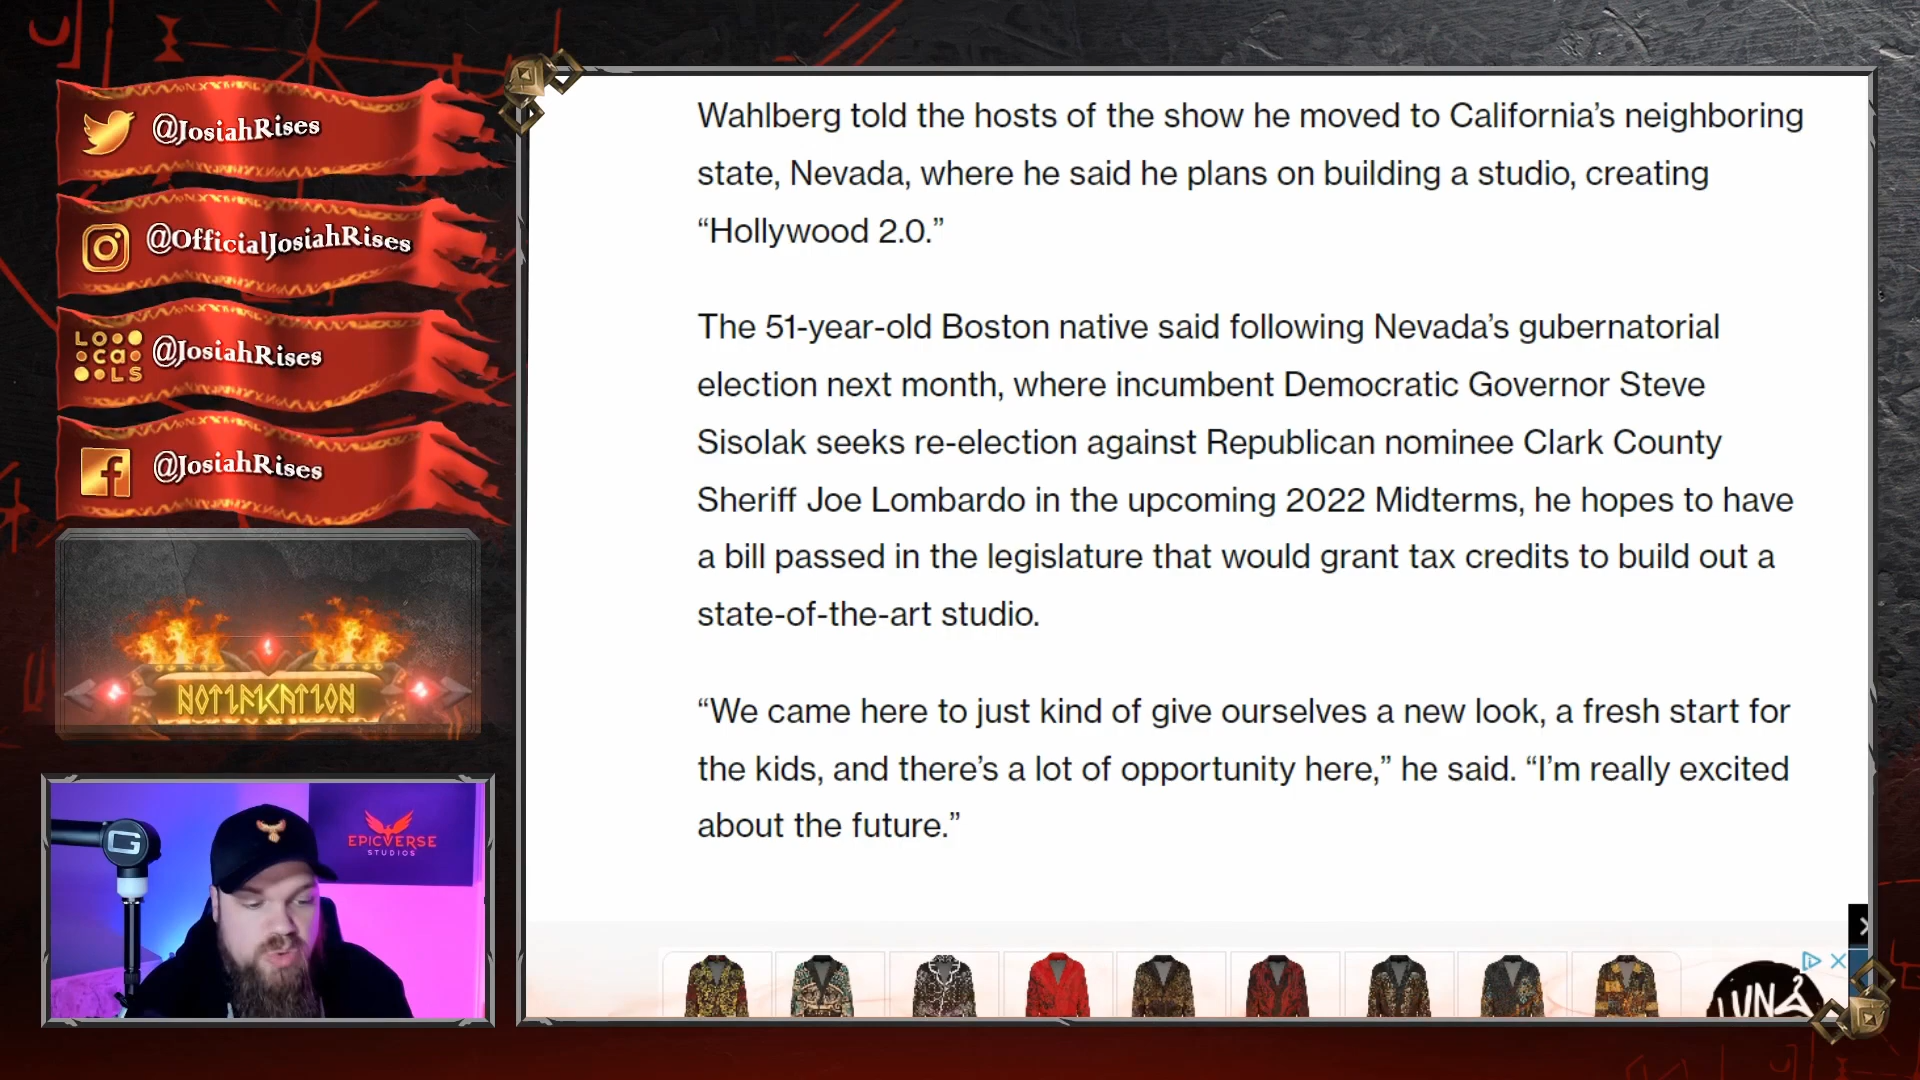 @JosiahRises
@OfficialJosiahRises
LOCALS
@JosiahRises
@JosiahRises
NOTIFICATION
G
EPICVERSE
STUDIOS
Wahlberg told the hosts of the show he moved to California’s neighboring
state, Nevada, where he said he plans on building a studio, creating
“Hollywood 2.0.”
The 51-year-old Boston native said following Nevada’s gubernatorial
election next month, where incumbent Democratic Governor Steve
Sisolak seeks re-election against Republican nominee Clark County
Sheriff Joe Lombardo in the upcoming 2022 Midterms, he hopes to have
a bill passed in the legislature that would grant tax credits to build out a
state-of-the-art studio.
“We came here to just kind of give ourselves a new look, a fresh start for
the kids, and there’s a lot of opportunity here,” he said. “I’m really excited
about the future.”
LUNA